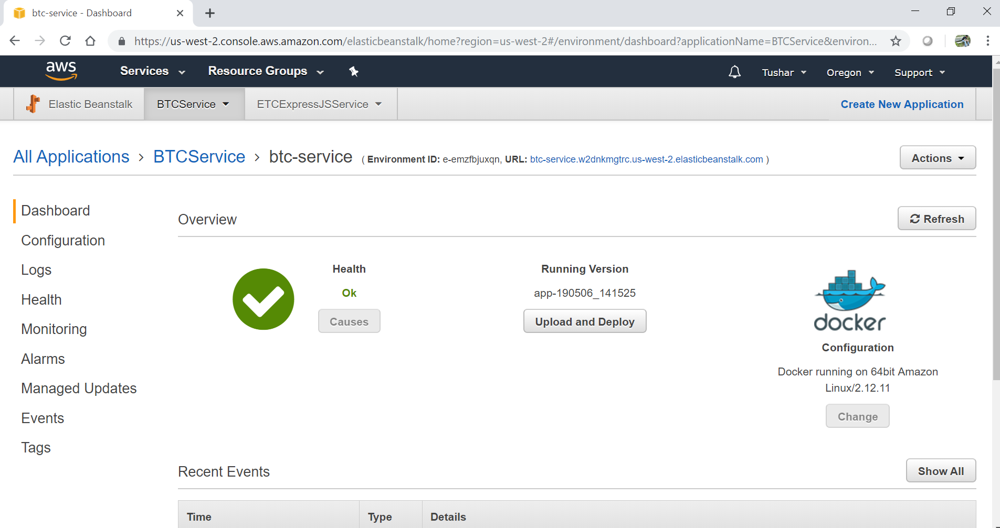 btc-service - Dashboard
https://us-west-2.console.aws.amazon.com/elasticbeanstalk/home?region=us-west-2#/environment/dashboard?applicationName=BTCService&environ...
aws Services Resource Groups Tushar Oregon Support
Elastic Beanstalk BTCService ETCExpressJSService Create New Application
All Applications > BTCService > btc-service ( Environment ID: e-emzfbjuxqn, URL: btc-service.w2dnkmgtrc.us-west-2.elasticbeanstalk.com ) Actions
Dashboard
Configuration
Logs
Health
Monitoring
Alarms
Managed Updates
Events
Tags
Overview Refresh
Health
Ok
Causes
Running Version
app-190506_141525
Upload and Deploy
docker
Configuration
Docker running on 64bit Amazon
Linux/2.12.11
Change
Recent Events Show All
Time Type Details